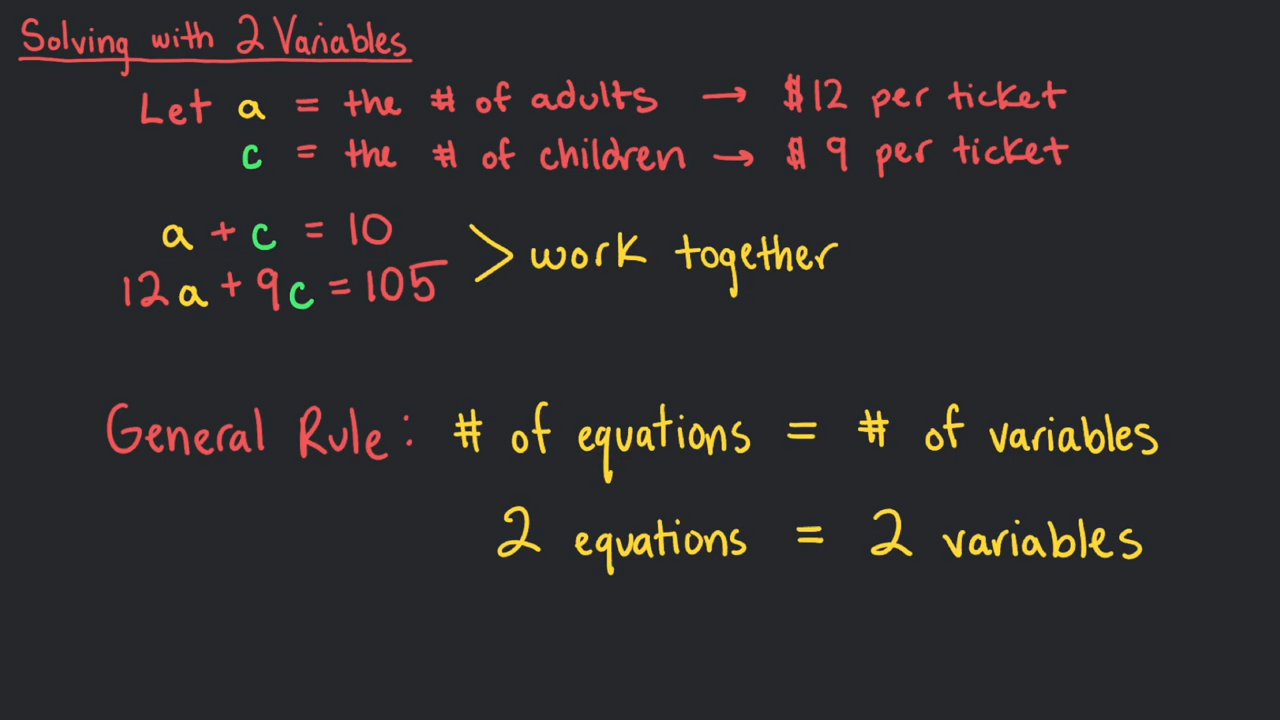 Solving with 2 Variables
Let a = the # of adults → $12 per ticket
c = the # of children → $9 per ticket
a + c = 10
12a + 9c = 105
> work together
General Rule: # of equations = # of variables
2 equations = 2 variables